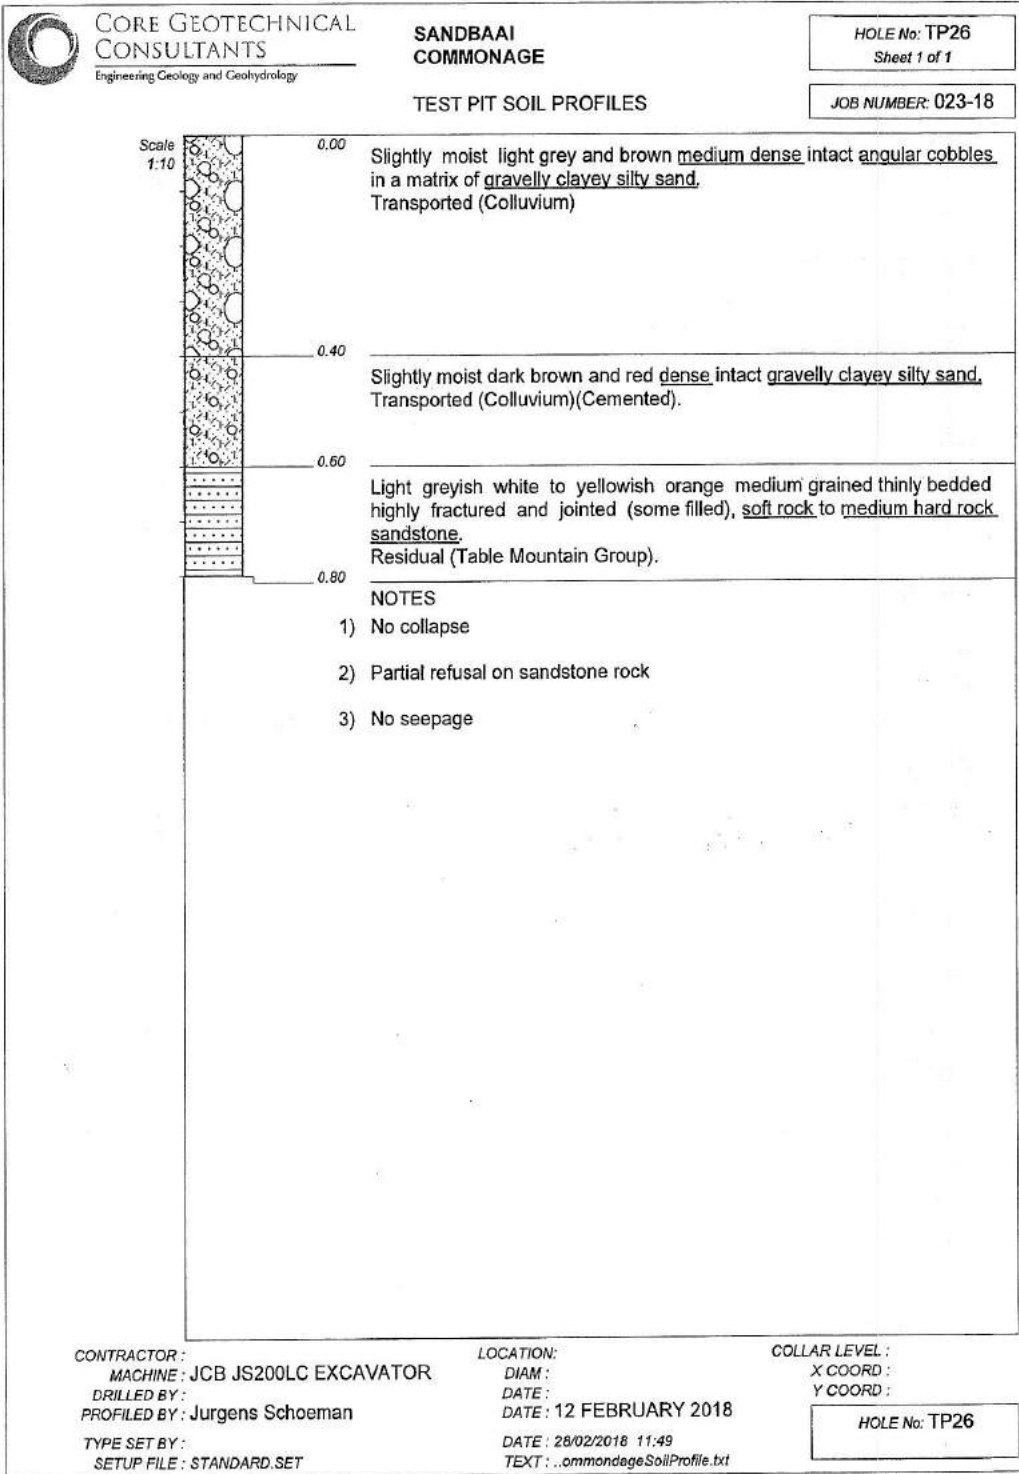 CORE GEOTECHNICAL
CONSULTANTS
Engineering Geology and Geohydrology
SANDBAAI
COMMONAGE
TEST PIT SOIL PROFILES
HOLE No: TP26
Sheet 1 of 1
JOB NUMBER: 023-18
Scale
1:10
0.00
Slightly moist light grey and brown medium dense intact angular cobbles
in a matrix of gravelly clayey silty sand.
Transported (Colluvium)
0.40
Slightly moist dark brown and red dense intact gravelly clayey silty sand.
Transported (Colluvium)(Cemented).
0.60
Light greyish white to yellowish orange medium grained thinly bedded
highly fractured and jointed (some filled), soft rock to medium hard rock
sandstone.
Residual (Table Mountain Group).
0.80
NOTES
1) No collapse
2) Partial refusal on sandstone rock
3) No seepage
CONTRACTOR :
MACHINE : JCB JS200LC EXCAVATOR
DRILLED BY :
PROFILED BY : Jurgens Schoeman
TYPE SET BY :
SETUP FILE : STANDARD.SET
LOCATION:
DIAM :
DATE :
DATE : 12 FEBRUARY 2018
DATE : 28/02/2018 11:49
TEXT : ..ommondageSoilProfile.txt
COLLAR LEVEL :
X COORD :
Y COORD :
HOLE No: TP26